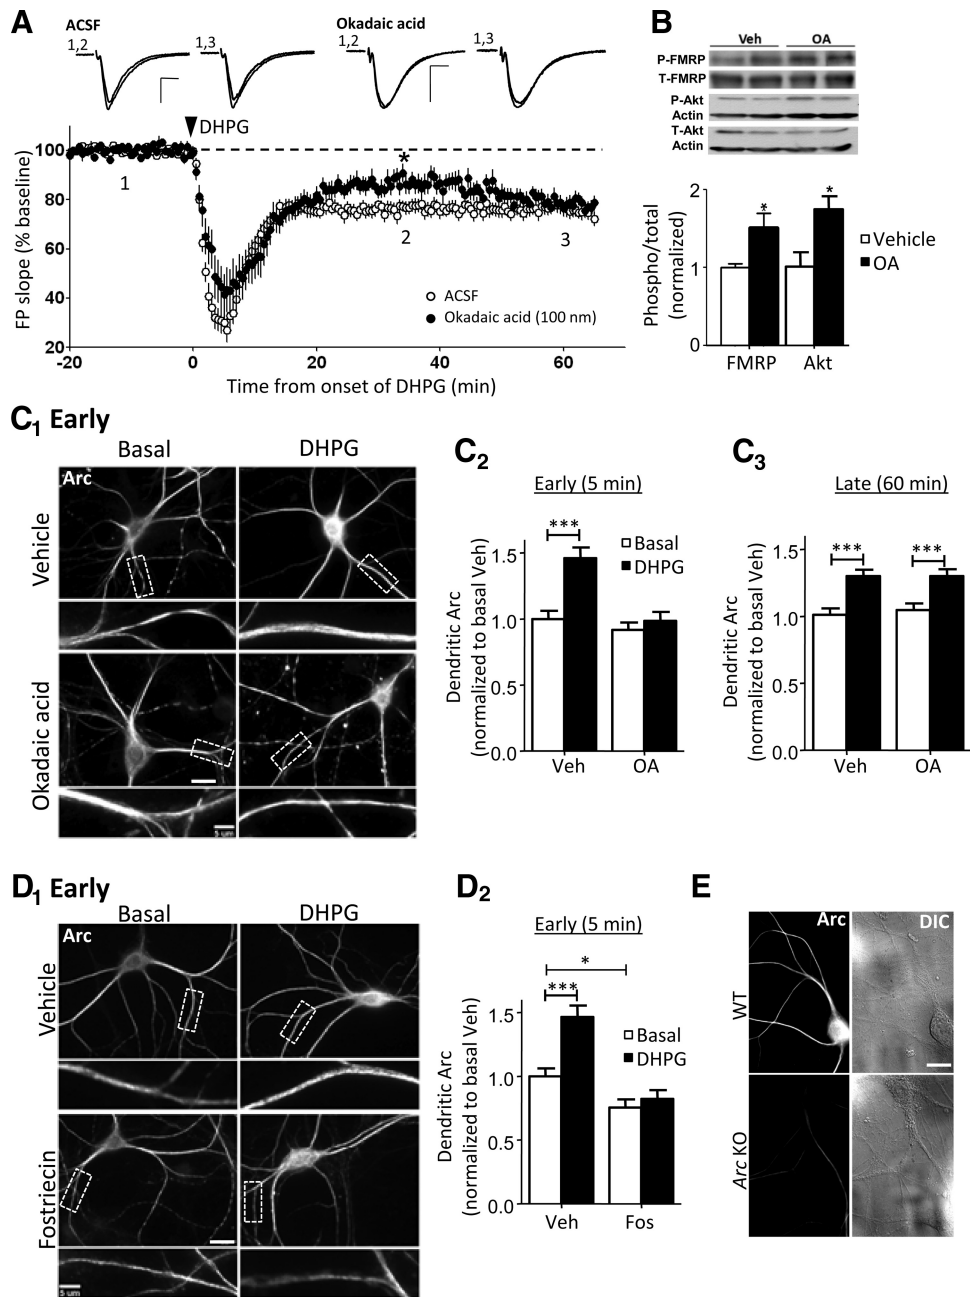 A
ACSF
1,2
1,3
Okadaic acid
1,2
1,3
DHPG
FP slope (% baseline)
100
80
60
40
20
*
1
2
3
ACSF
Okadaic acid (100 nm)
-20
0
20
40
60
Time from onset of DHPG (min)
B
Veh
OA
P-FMRP
T-FMRP
P-Akt
Actin
T-Akt
Actin
Phospho/total
(normalized)
2
1
0
*
*
Vehicle
OA
FMRP
Akt
C1 Early
Basal
DHPG
Arc
Vehicle
Okadaic acid
5 um
C2
Early (5 min)
***
Basal
DHPG
Dendritic Arc
(normalized to basal Veh)
1.5
1.0
0.5
0.0
Veh
OA
C3
Late (60 min)
***
***
Dendritic Arc
(normalized to basal Veh)
1.5
1.0
0.5
0.0
Veh
OA
D1 Early
Basal
DHPG
Arc
Vehicle
Fostriecin
5 um
D2
Early (5 min)
*
***
Basal
DHPG
Dendritic Arc
(normalized to basal Veh)
1.5
1.0
0.5
0.0
Veh
Fos
E
Arc
DIC
WT
Arc KO